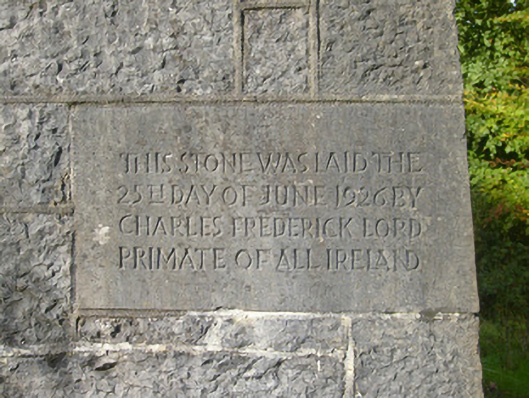 THIS STONE WAS LAID THE
25TH DAY OF JUNE 1926 BY
CHARLES FREDERICK LORD
PRIMATE OF ALL IRELAND